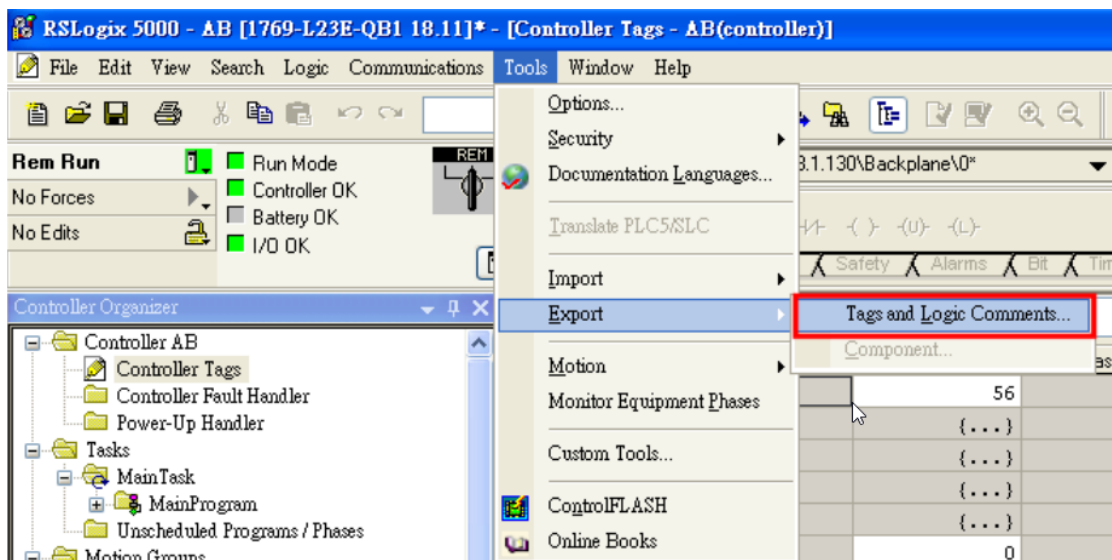 RSLogix 5000 - AB [1769-L23E-QB1 18.11]* - [Controller Tags - AB(controller)]
File Edit View Search Logic Communications Tools Window Help
Options...
Security
Documentation Languages...
Translate PLC5/SLC
Import
Export
Motion
Monitor Equipment Phases
Custom Tools...
ControlFLASH
Online Books
Tags and Logic Comments...
Component...
Rem Run
No Forces
No Edits
Run Mode
Controller OK
Battery OK
I/O OK
REM
3.1.130\Backplane\0*
-(U)- -(L)-
Safety Alarms Bit Tim
Controller Organizer
Controller AB
Controller Tags
Controller Fault Handler
Power-Up Handler
Tasks
MainTask
MainProgram
Unscheduled Programs / Phases
Motion Groups
56
{...}
{...}
{...}
{...}
0